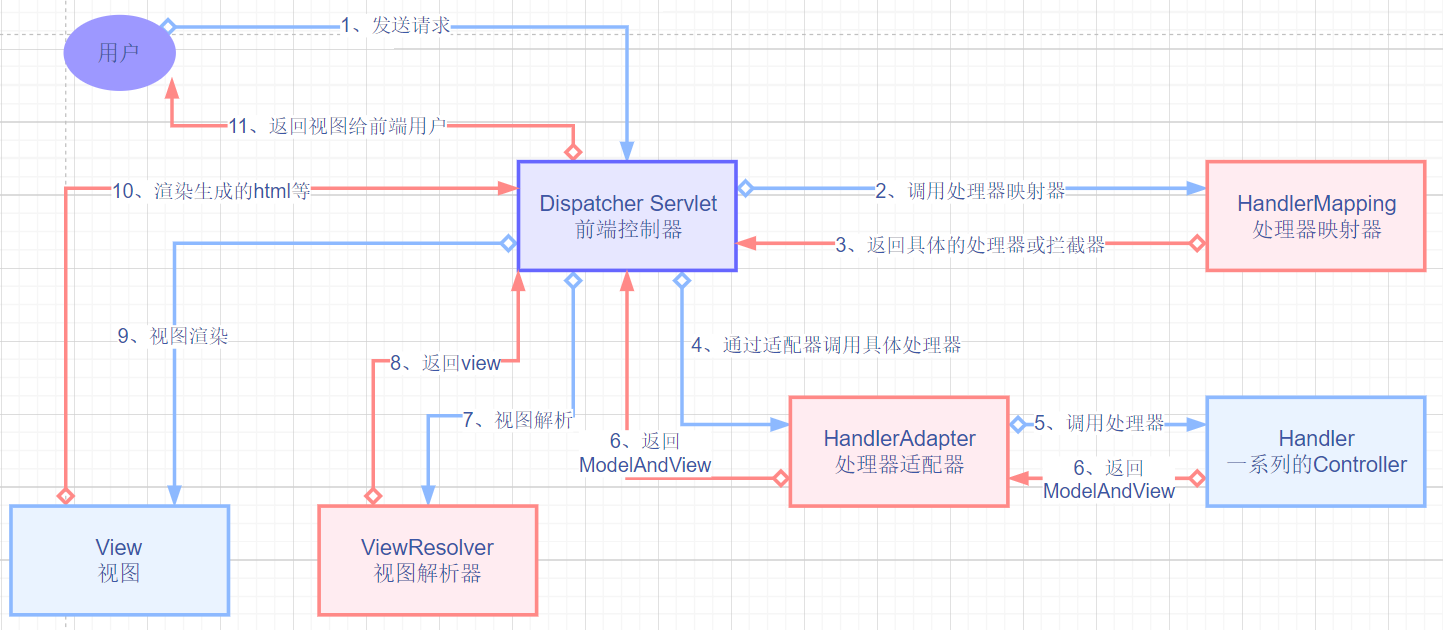 用户
1、发送请求
11、返回视图给前端用户
10、渲染生成的html等
Dispatcher Servlet
前端控制器
2、调用处理器映射器
3、返回具体的处理器或拦截器
HandlerMapping
处理器映射器
9、视图渲染
8、返回view
7、视图解析
4、通过适配器调用具体处理器
6、返回
ModelAndView
HandlerAdapter
处理器适配器
5、调用处理器
6、返回
ModelAndView
Handler
一系列的Controller
View
视图
ViewResolver
视图解析器